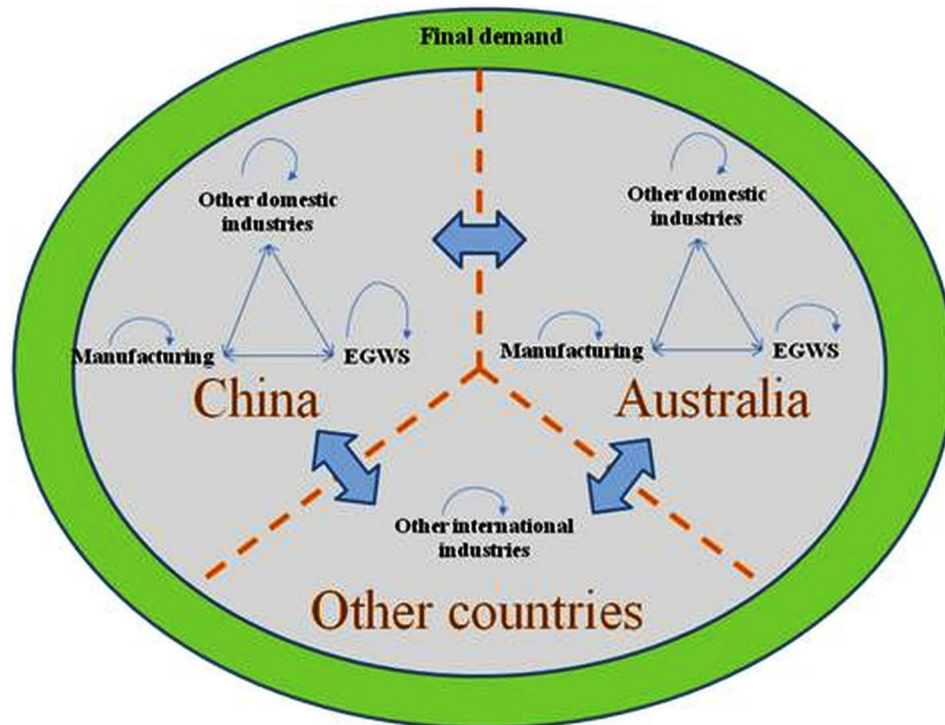 Final demand
Other domestic
industries
Manufacturing
EGWS
China
Other domestic
industries
Manufacturing
EGWS
Australia
Other international
industries
Other countries